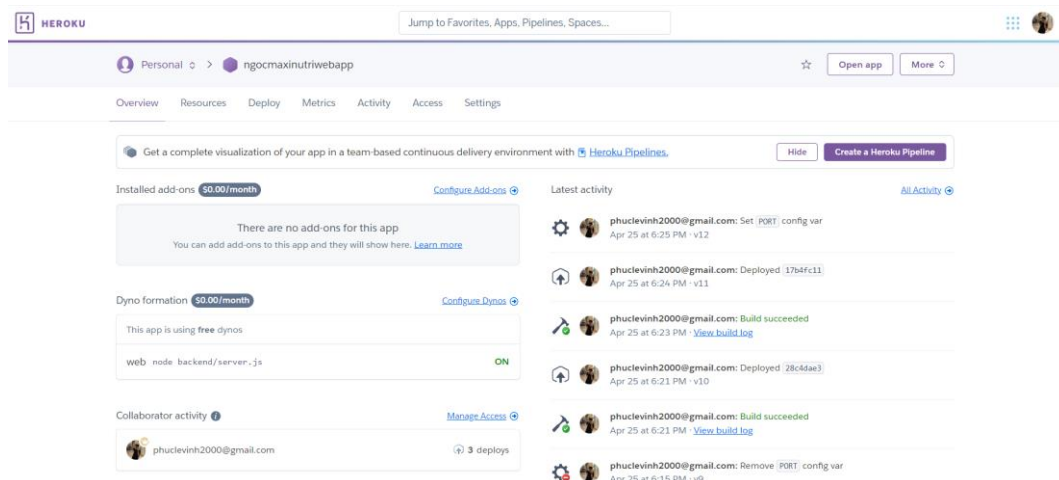 HEROKU
Jump to Favorites, Apps, Pipelines, Spaces...
Personal > ngocmaxinutriwebapp
Open app
More
Overview Resources Deploy Metrics Activity Access Settings
Get a complete visualization of your app in a team-based continuous delivery environment with Heroku Pipelines.
Hide
Create a Heroku Pipeline
Installed add-ons $0.00/month Configure Add-ons
There are no add-ons for this app
You can add add-ons to this app and they will show here. Learn more
Dyno formation $0.00/month Configure Dynos
This app is using free dynos
web node backend/server.js ON
Collaborator activity Manage Access
phuclevinh2000@gmail.com 3 deploys
Latest activity All Activity
phuclevinh2000@gmail.com: Set PORT config var
Apr 25 at 6:25 PM · v12
phuclevinh2000@gmail.com: Deployed 17b4fc11
Apr 25 at 6:24 PM · v11
phuclevinh2000@gmail.com: Build succeeded
Apr 25 at 6:23 PM · View build log
phuclevinh2000@gmail.com: Deployed 28c4dae3
Apr 25 at 6:21 PM · v10
phuclevinh2000@gmail.com: Build succeeded
Apr 25 at 6:21 PM · View build log
phuclevinh2000@gmail.com: Remove PORT config var
Apr 25 at 6:15 PM · v9